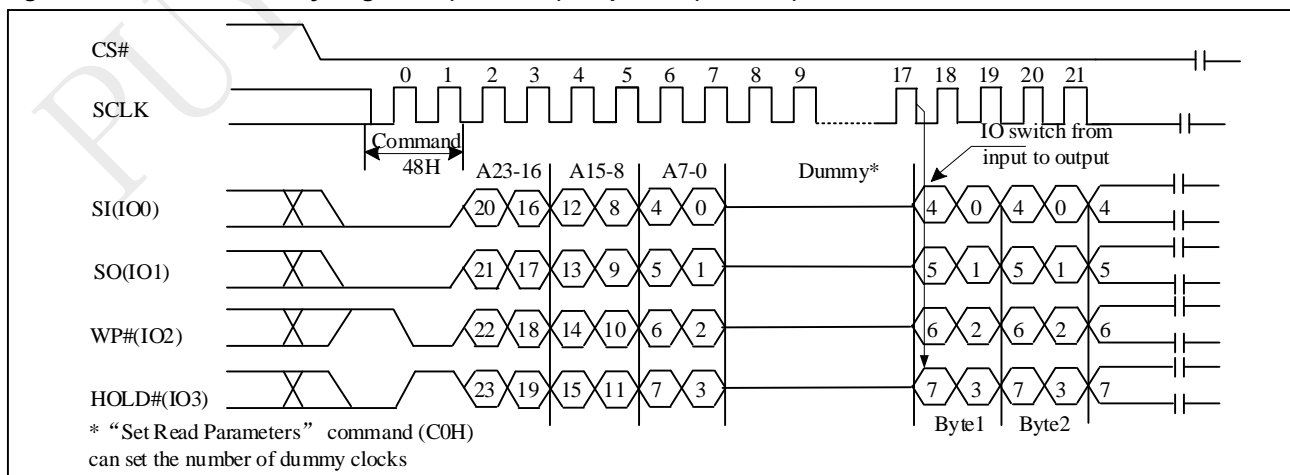 PUY
CS#
0 1 2 3 4 5 6 7 8 9 17 18 19 20 21
SCLK
Command
48H
IO switch from
input to output
A23-16 A15-8 A7-0 Dummy*
SI(IO0) 20 16 12 8 4 0 4 0 4 0 4
SO(IO1) 21 17 13 9 5 1 5 1 5 1 5
WP#(IO2) 22 18 14 10 6 2 6 2 6 2 6
HOLD#(IO3) 23 19 15 11 7 3 7 3 7 3 7
Byte1 Byte2
* “Set Read Parameters” command (C0H)
can set the number of dummy clocks